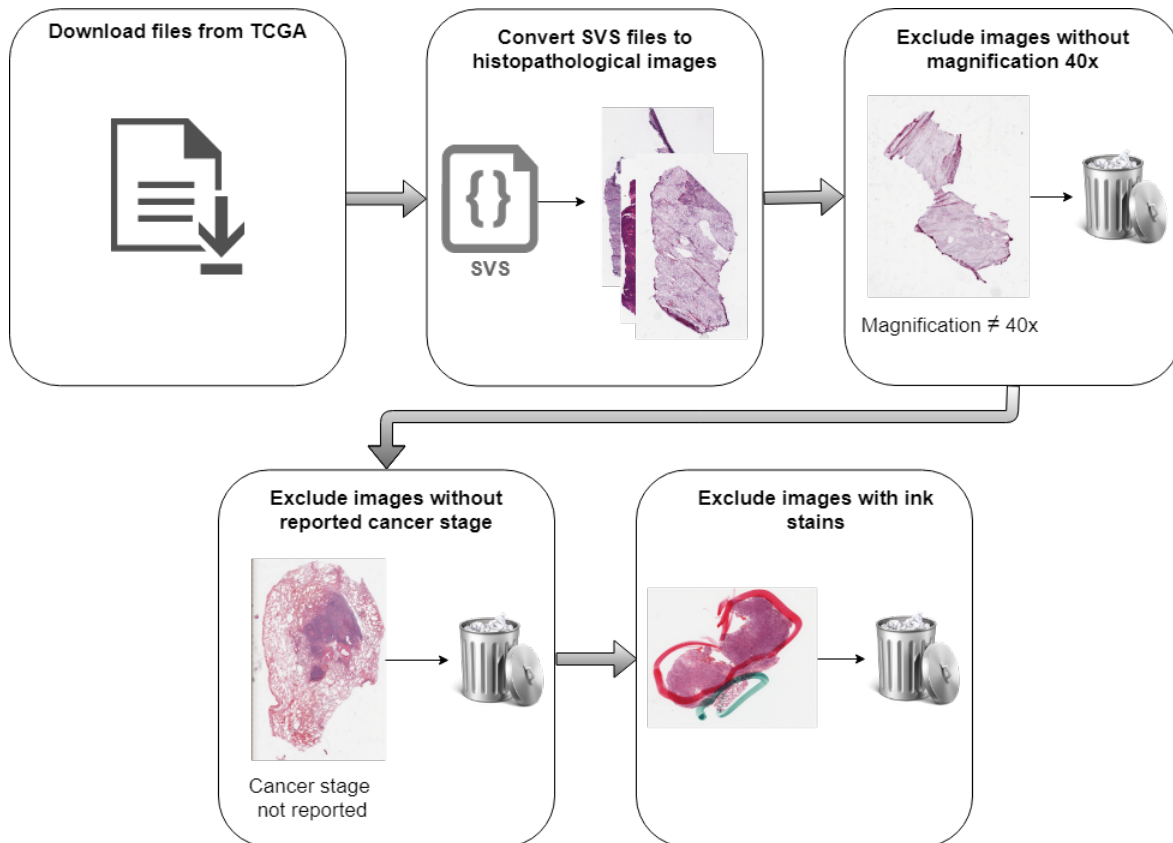 Download files from TCGA
Convert SVS files to
histopathological images
{}
SVS
Exclude images without
magnification 40x
Magnification ≠ 40x
Exclude images without
reported cancer stage
Cancer stage
not reported
Exclude images with ink
stains